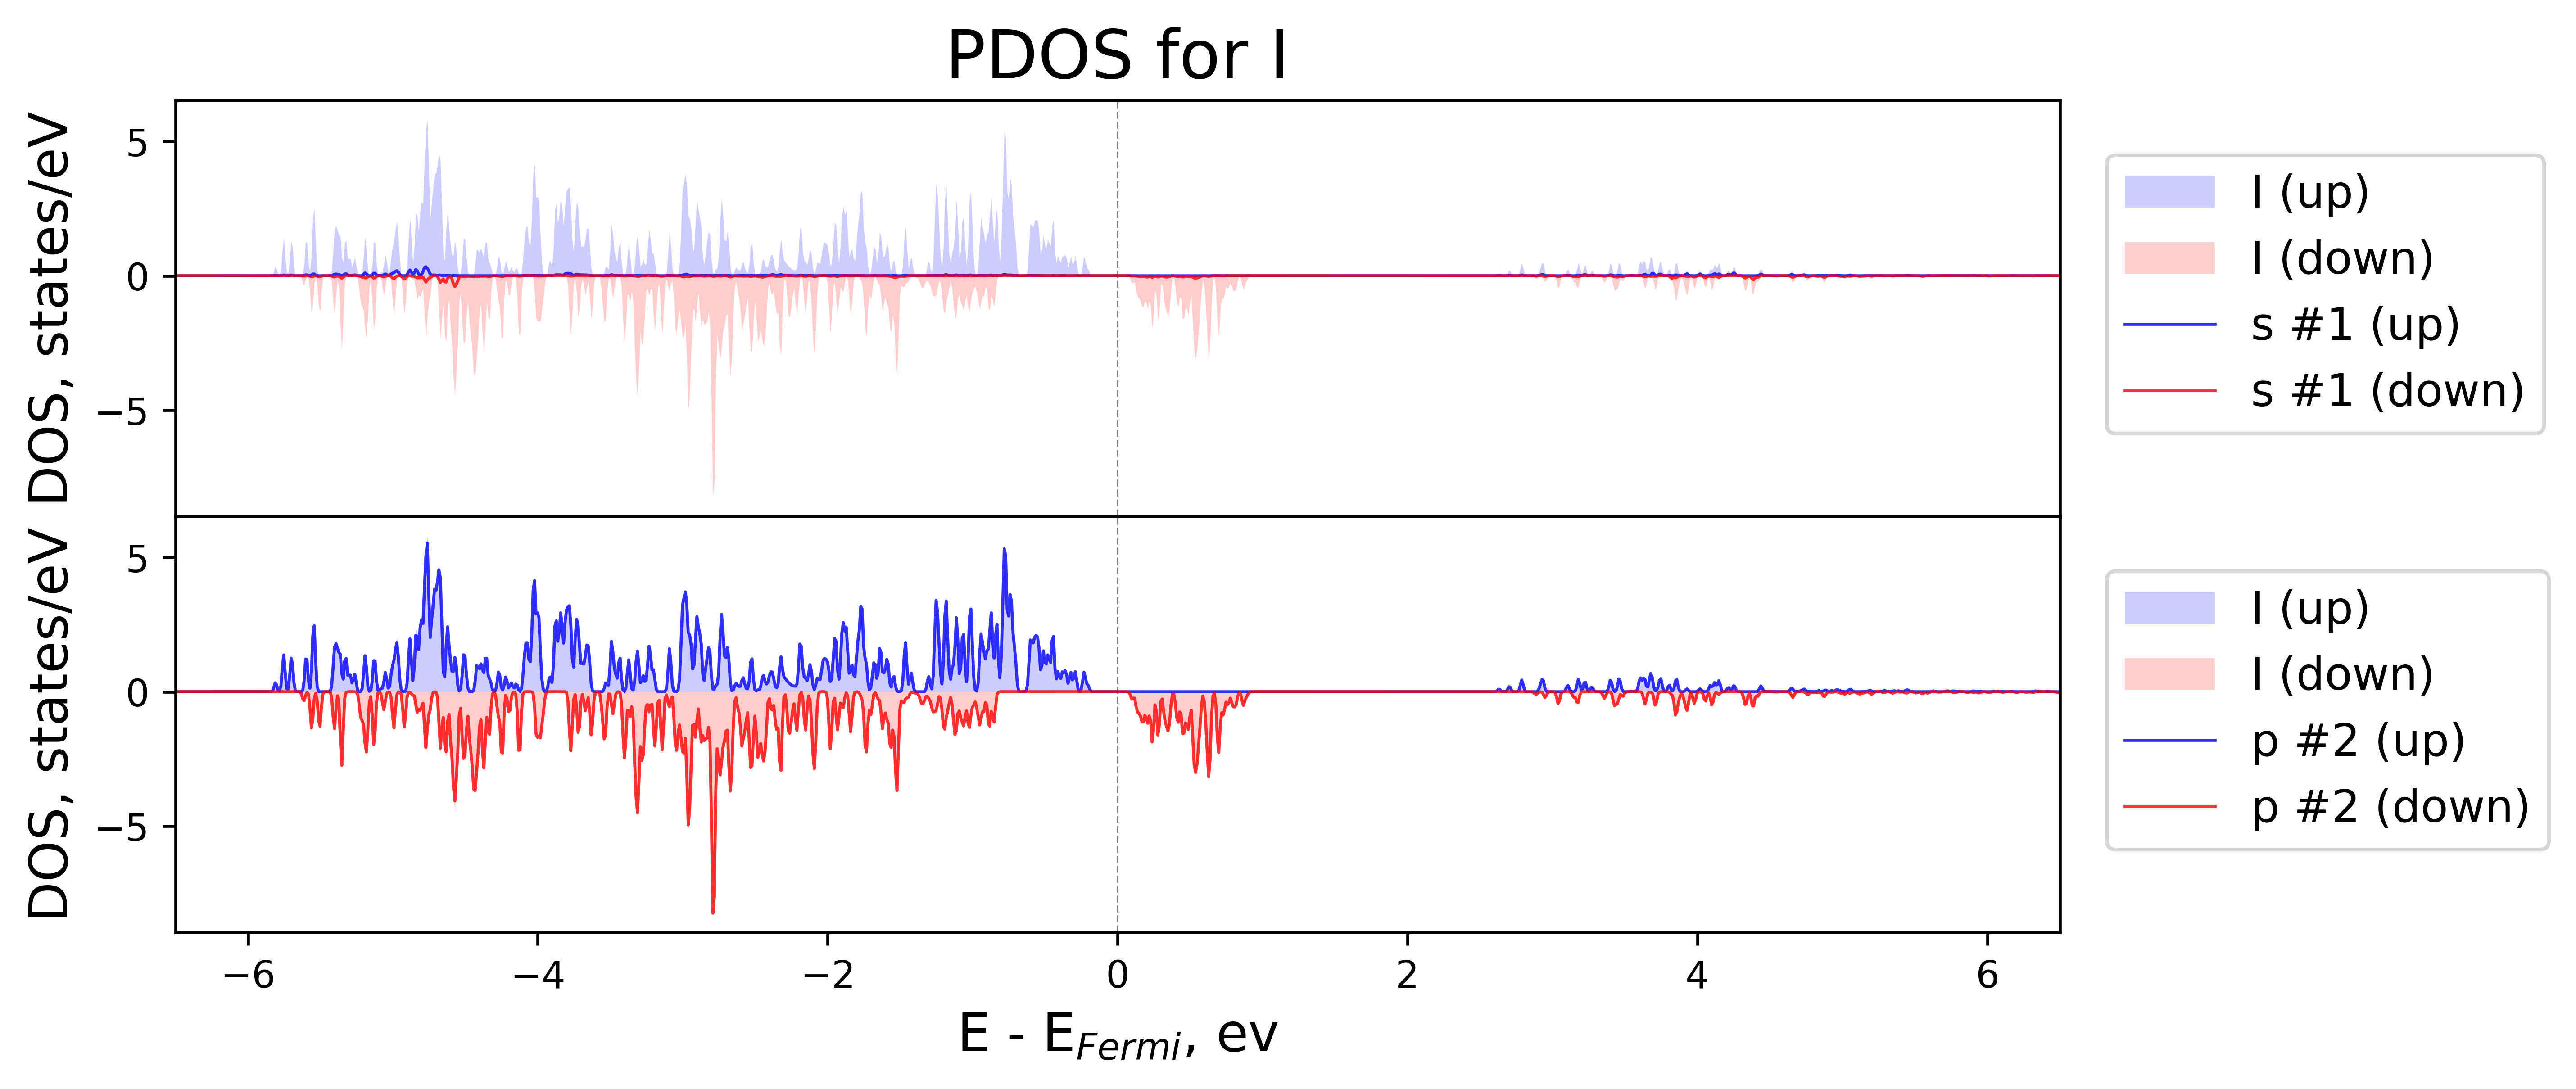 PDOS for I
DOS, states/eV
5
0
−5
I (up)
I (down)
s #1 (up)
s #1 (down)
DOS, states/eV
5
0
−5
I (up)
I (down)
p #2 (up)
p #2 (down)
−6 −4 −2 0 2 4 6
E - E_Fermi, ev